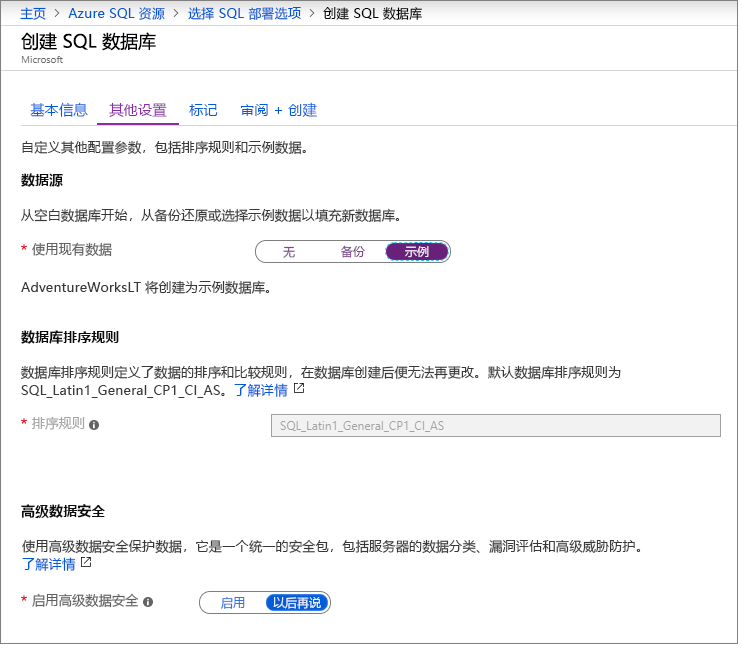 主页 > Azure SQL 资源 > 选择 SQL 部署选项 > 创建 SQL 数据库
创建 SQL 数据库
Microsoft
基本信息 其他设置 标记 审阅 + 创建
自定义其他配置参数，包括排序规则和示例数据。
数据源
从空白数据库开始，从备份还原或选择示例数据以填充新数据库。
* 使用现有数据 无 备份 示例
AdventureWorksLT 将创建为示例数据库。
数据库排序规则
数据库排序规则定义了数据的排序和比较规则，在数据库创建后便无法再更改。默认数据库排序规则为
SQL_Latin1_General_CP1_CI_AS。了解详情
* 排序规则 SQL_Latin1_General_CP1_CI_AS
高级数据安全
使用高级数据安全保护数据，它是一个统一的安全包，包括服务器的数据分类、漏洞评估和高级威胁防护。
了解详情
* 启用高级数据安全 启用 以后再说